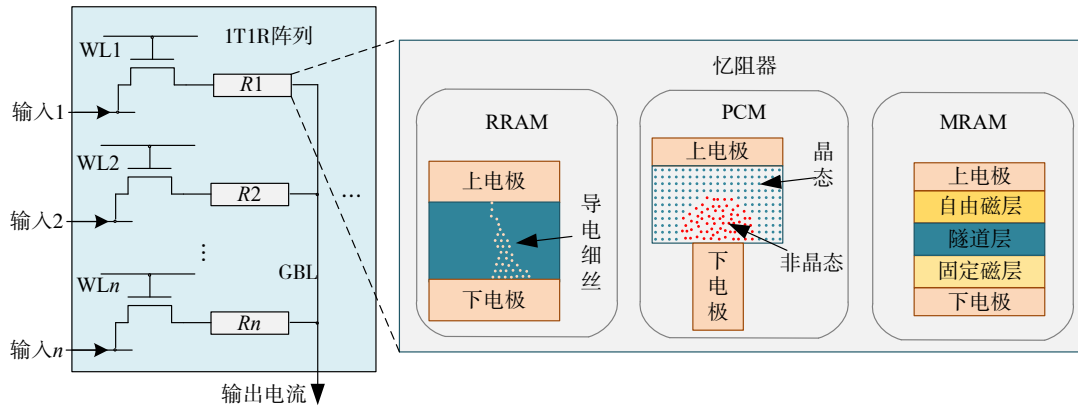 1T1R阵列
WL1
R1
输入1
WL2
R2
输入2
...
...
GBL
WLn
Rn
输入n
输出电流
忆阻器
RRAM
上电极
导电细丝
下电极
PCM
上电极
晶态
非晶态
下电极
MRAM
上电极
自由磁层
隧道层
固定磁层
下电极